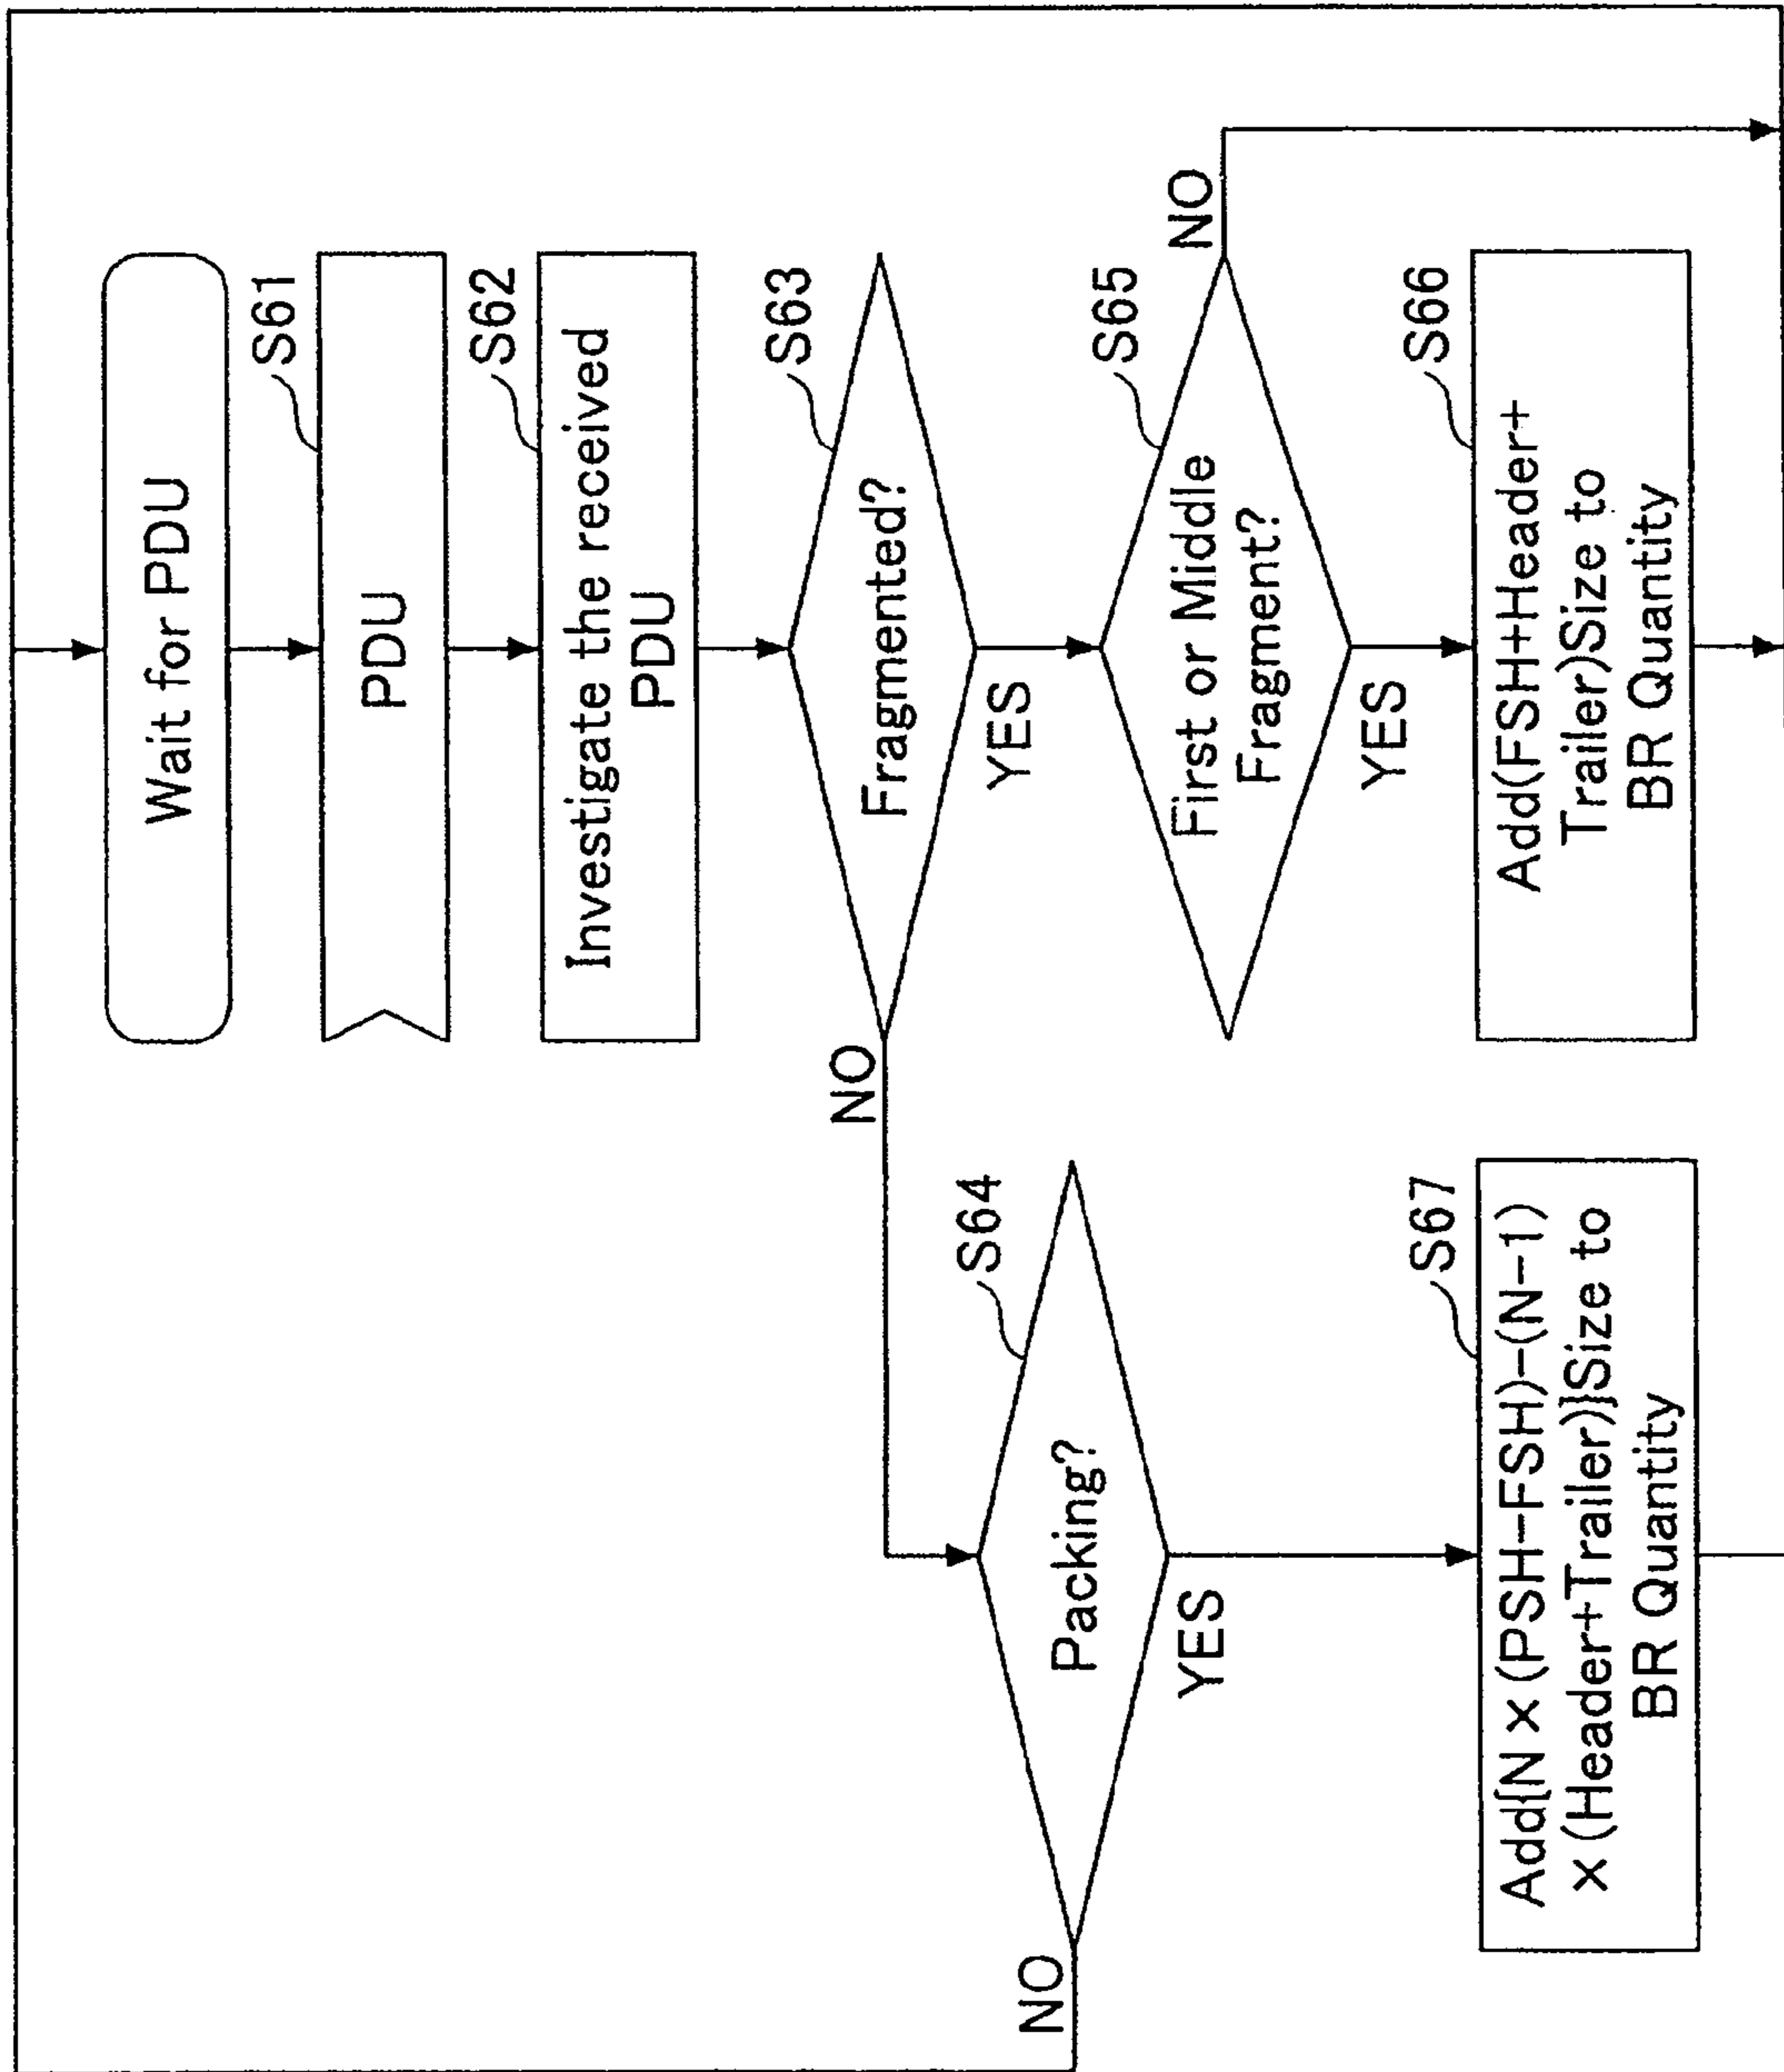 Wait for PDU
S61
PDU
S62
Investigate the received
PDU
S63
Fragmented?
NO
YES
S64
Packing?
NO
YES
S65
First or Middle
Fragment?
NO
YES
S66
Add(FSH+Header+
Trailer)Size to
BR Quantity
S67
Add[N×(PSH-FSH)-(N-1)
×(Header+Trailer)]Size to
BR Quantity